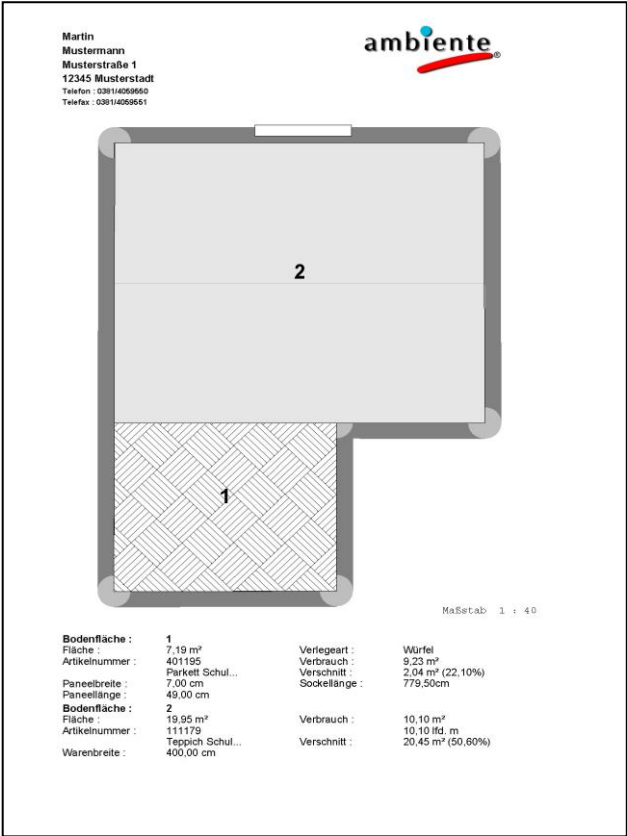 Martin
Mustermann
Musterstraße 1
12345 Musterstadt
Telefon : 0381/4059550
Telefax : 0381/4059551
ambiente®
2
1
Maßstab 1 : 40
Bodenfläche : 1
Fläche : 7,19 m² Verlegeart : Würfel
Artikelnummer : 401195 Verbrauch : 9,23 m²
Parkett Schul... Verschnitt : 2,04 m² (22,10%)
Paneelbreite : 7,00 cm Sockellänge : 779,50cm
Paneellänge : 49,00 cm
Bodenfläche : 2
Fläche : 19,95 m² Verbrauch : 10,10 m²
Artikelnummer : 111179 10,10 lfd. m
Teppich Schul... Verschnitt : 20,45 m² (50,60%)
Warenbreite : 400,00 cm